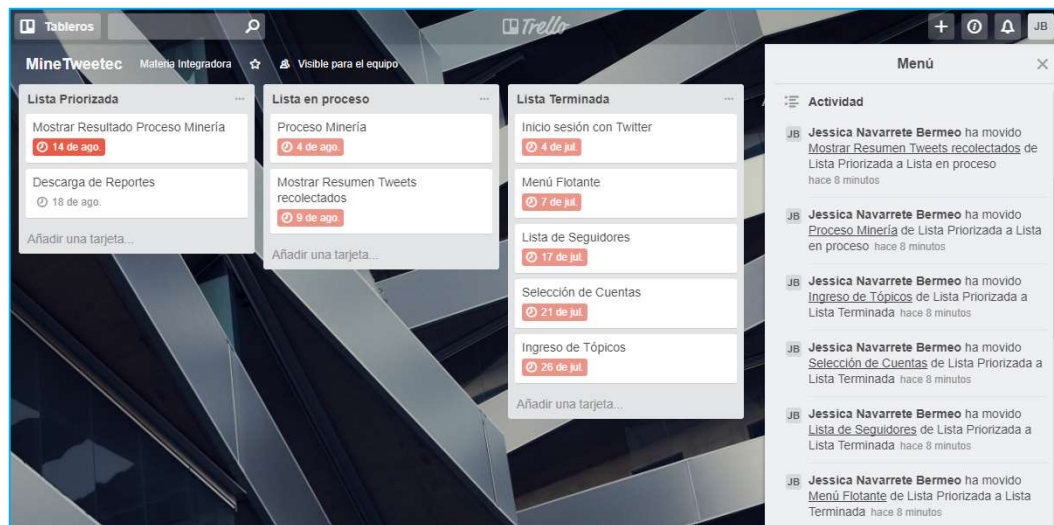 Tableros
Trello
JB
MineTweetec Materia Integradora Visible para el equipo
Lista Priorizada
Mostrar Resultado Proceso Minería
14 de ago.
Descarga de Reportes
18 de ago.
Añadir una tarjeta...
Lista en proceso
Proceso Minería
4 de ago.
Mostrar Resumen Tweets
recolectados
9 de ago.
Añadir una tarjeta...
Lista Terminada
Inicio sesión con Twitter
4 de jul.
Menú Flotante
7 de jul.
Lista de Seguidores
17 de jul.
Selección de Cuentas
21 de jul.
Ingreso de Tópicos
26 de jul.
Añadir una tarjeta...
Menú
Actividad
JB Jessica Navarrete Bermeo ha movido
Mostrar Resumen Tweets recolectados de
Lista Priorizada a Lista en proceso
hace 8 minutos
JB Jessica Navarrete Bermeo ha movido
Proceso Minería de Lista Priorizada a Lista
en proceso hace 8 minutos
JB Jessica Navarrete Bermeo ha movido
Ingreso de Tópicos de Lista Priorizada a
Lista Terminada hace 8 minutos
JB Jessica Navarrete Bermeo ha movido
Selección de Cuentas de Lista Priorizada a
Lista Terminada hace 8 minutos
JB Jessica Navarrete Bermeo ha movido
Lista de Seguidores de Lista Priorizada a
Lista Terminada hace 8 minutos
JB Jessica Navarrete Bermeo ha movido
Menú Flotante de Lista Priorizada a Lista
Terminada hace 8 minutos